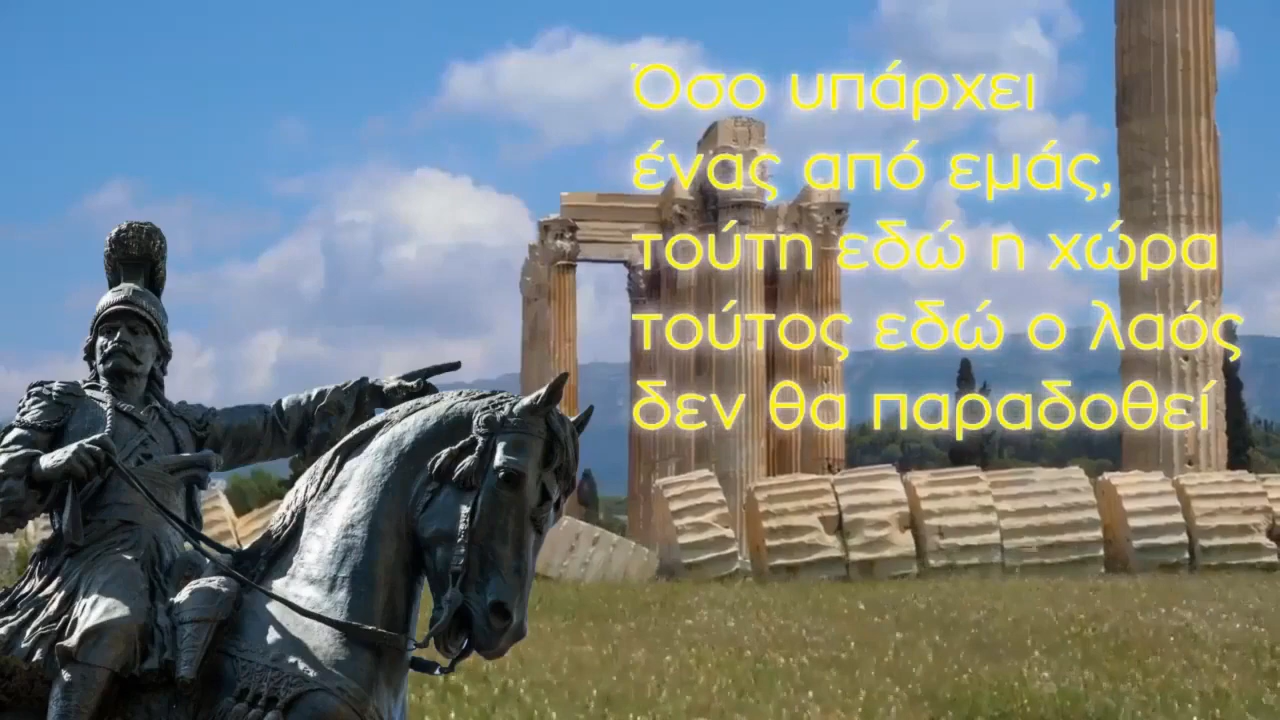 Όσο υπάρχει
ένας από εμάς,
τούτη εδώ η χώρα
τούτος εδώ ο λαός
δεν θα παραδοθεί